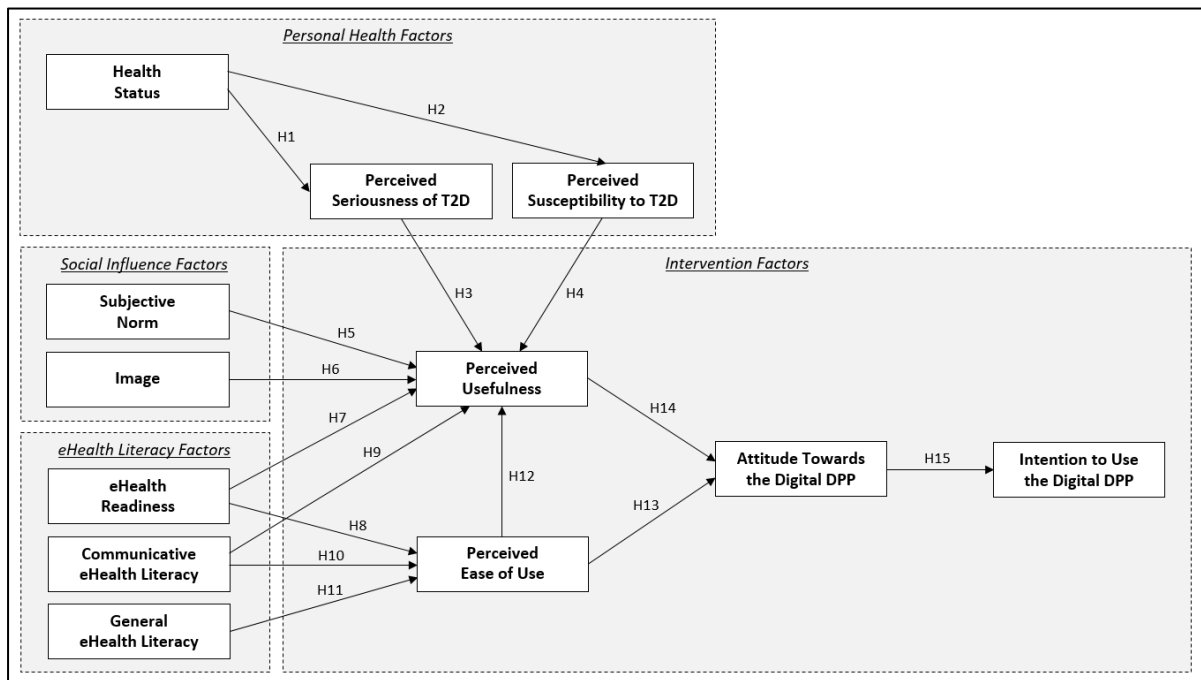 Personal Health Factors
Health
Status
H1
H2
Perceived
Seriousness of T2D
Perceived
Susceptibility to T2D
H3
H4
Social Influence Factors
Subjective
Norm
Image
H5
H6
Intervention Factors
Perceived
Usefulness
eHealth Literacy Factors
eHealth
Readiness
Communicative
eHealth Literacy
General
eHealth Literacy
H7
H9
H8
H10
H11
H12
Perceived
Ease of Use
H14
H13
Attitude Towards
the Digital DPP
H15
Intention to Use
the Digital DPP